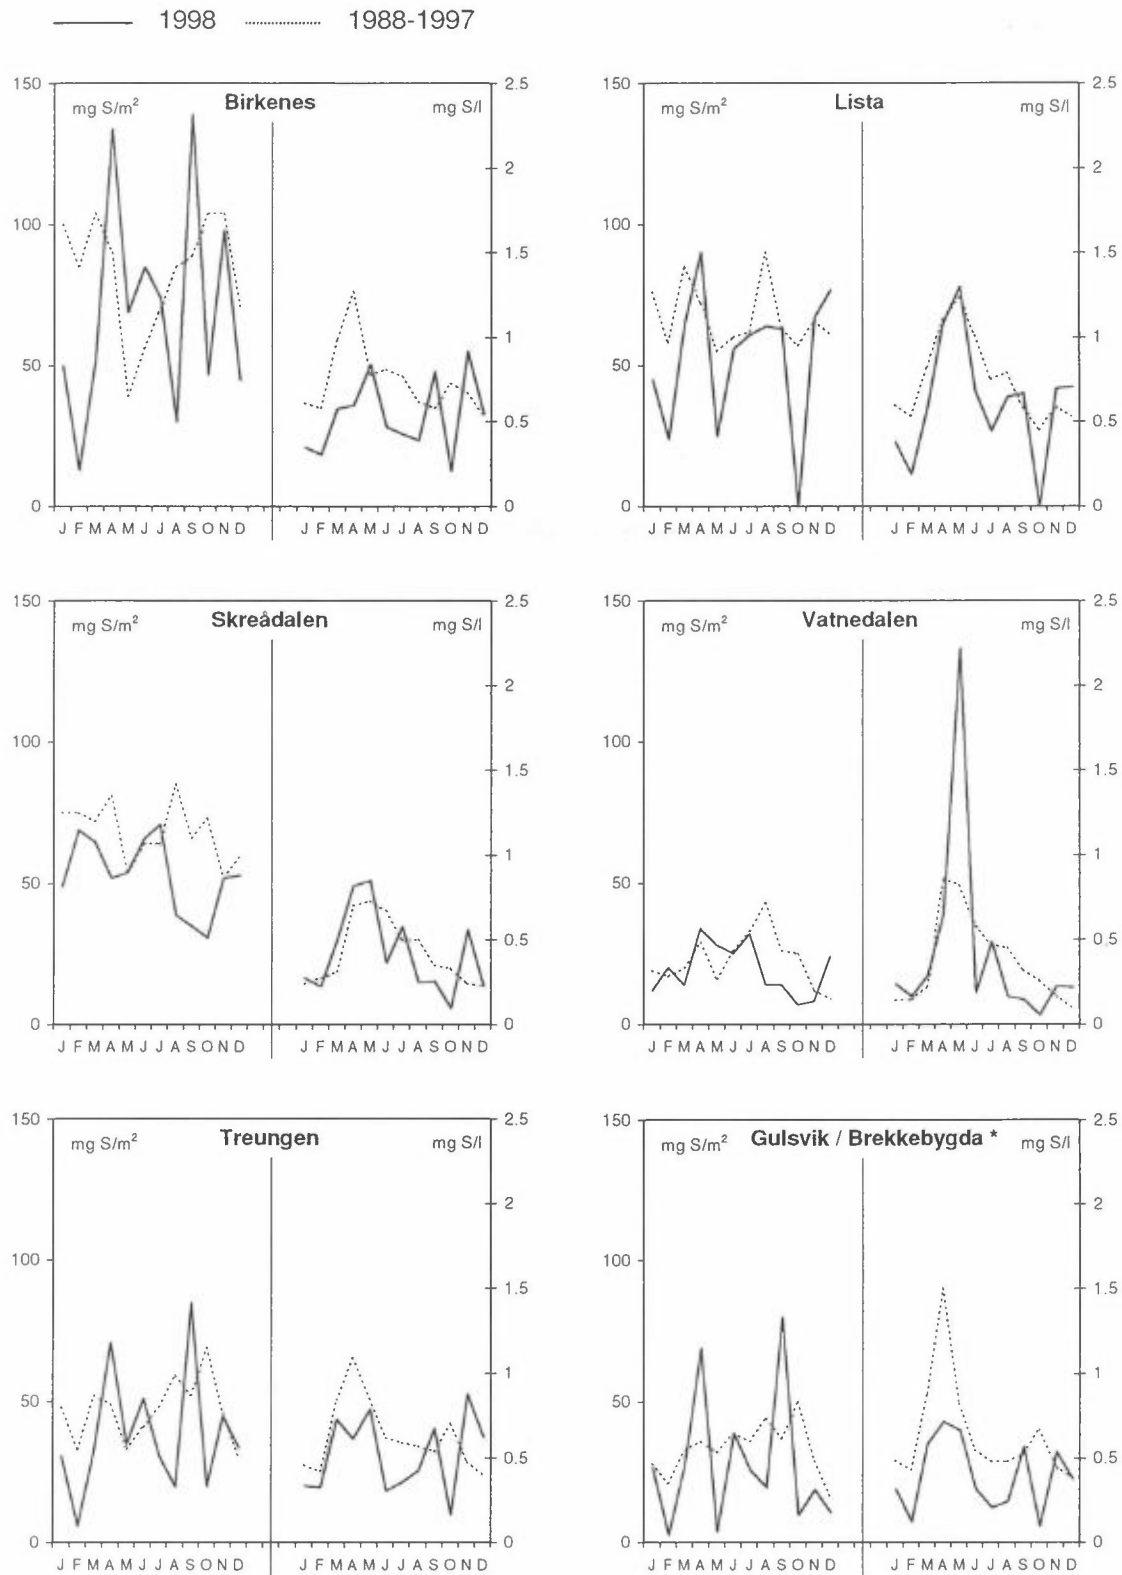 1998 1988-1997
150 2.5 150 2.5
mg S/m² Birkenes mg S/l mg S/m² Lista mg S/l
2 2
100 100
1.5 1.5
1 1
50 50
0.5 0.5
0 0 0 0
J F M A M J J A S O N D J F M A M J J A S O N D J F M A M J J A S O N D J F M A M J J A S O N D
150 2.5 150 2.5
mg S/m² Skreådalen mg S/l mg S/m² Vatnedalen mg S/l
2 2
100 100
1.5 1.5
1 1
50 50
0.5 0.5
0 0 0 0
J F M A M J J A S O N D J F M A M J J A S O N D J F M A M J J A S O N D J F M A M J J A S O N D
150 2.5 150 2.5
mg S/m² Treungen mg S/l mg S/m² Gulsvik / Brekkebygda * mg S/l
2 2
100 100
1.5 1.5
1 1
50 50
0.5 0.5
0 0 0 0
J F M A M J J A S O N D J F M A M J J A S O N D J F M A M J J A S O N D J F M A M J J A S O N D